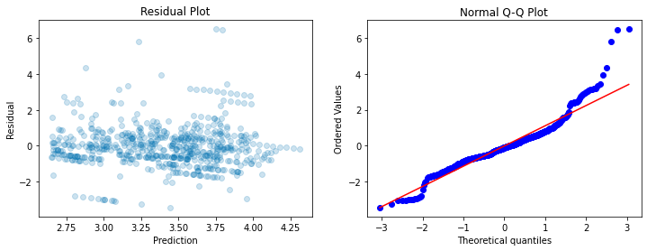 Residual Plot
Residual
6
4
2
0
−2
2.75 3.00 3.25 3.50 3.75 4.00 4.25
Prediction
Normal Q-Q Plot
Ordered Values
6
4
2
0
−2
−3 −2 −1 0 1 2 3
Theoretical quantiles